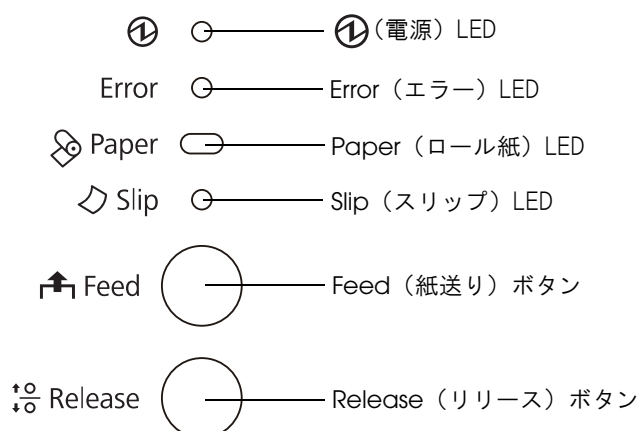 (電源) LED
Error Error(エラー)LED
Paper Paper(ロール紙)LED
Slip Slip(スリップ)LED
Feed Feed(紙送り)ボタン
Release Release(リリース)ボタン